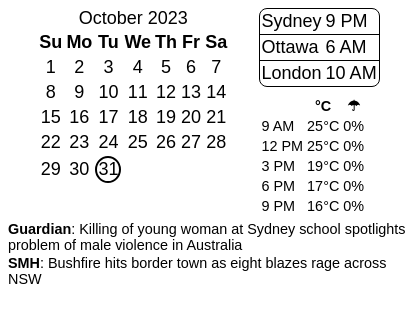 October 2023
Su Mo Tu We Th Fr Sa
1 2 3 4 5 6 7
8 9 10 11 12 13 14
15 16 17 18 19 20 21
22 23 24 25 26 27 28
29 30 31
Sydney 9 PM
Ottawa 6 AM
London 10 AM
°C ☂
9 AM 25°C 0%
12 PM 25°C 0%
3 PM 19°C 0%
6 PM 17°C 0%
9 PM 16°C 0%
Guardian: Killing of young woman at Sydney school spotlights
problem of male violence in Australia
SMH: Bushfire hits border town as eight blazes rage across
NSW